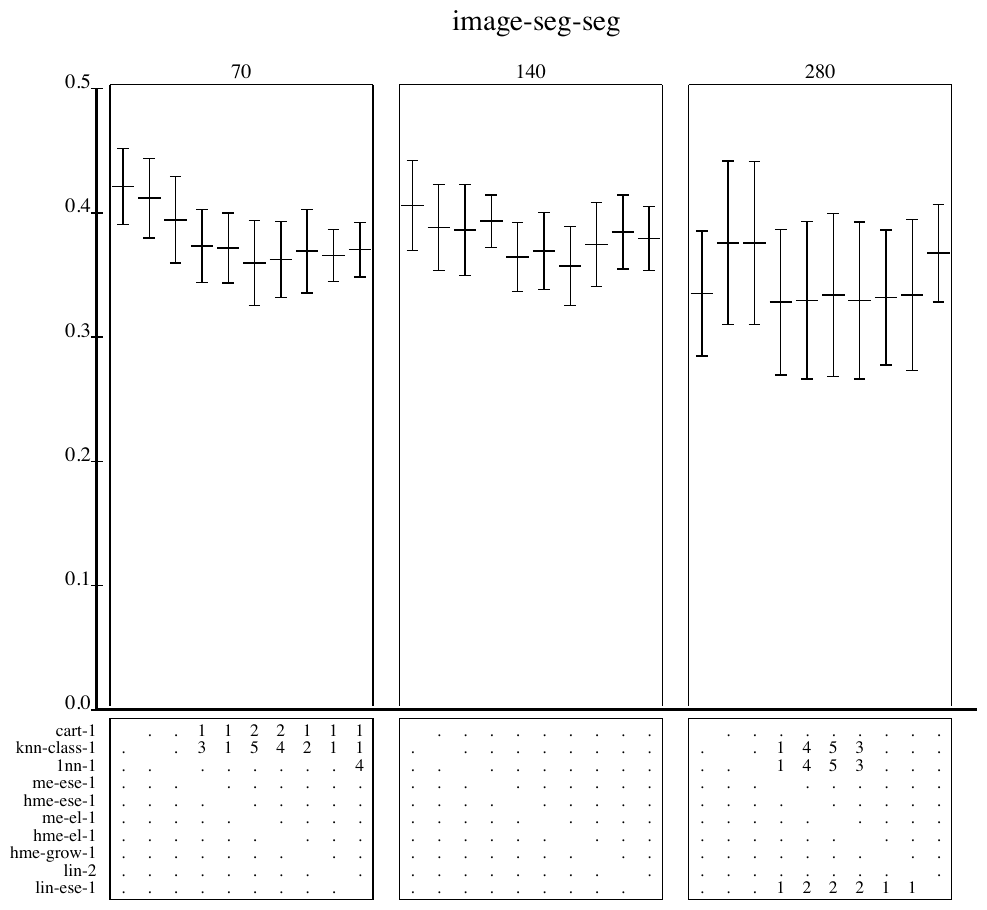 image-seg-seg
70 140 280
0.5
0.4
0.3
0.2
0.1
0.0
cart-1 . . 1 1 2 2 1 1 1 . . . . . . . . . . . . . . . . . .
knn-class-1 . . 3 1 5 4 2 1 1 . . . . . . . . . . . 1 4 5 3 . . .
1nn-1 . . . . . . . . 4 . . . . . . . . . . . 1 4 5 3 . . .
me-ese-1 . . . . . . . . . . . . . . . . . . . . . . . . . . .
hme-ese-1 . . . . . . . . . . . . . . . . . . . . . . . . . . .
me-el-1 . . . . . . . . . . . . . . . . . . . . . . . . . . .
hme-el-1 . . . . . . . . . . . . . . . . . . . . . . . . . . .
hme-grow-1 . . . . . . . . . . . . . . . . . . . . . . . . . . .
lin-2 . . . . . . . . . . . . . . . . . . . . . . . . . . .
lin-ese-1 . . . . . . . . . . . . . . . . . . . . . 1 2 2 2 1 1